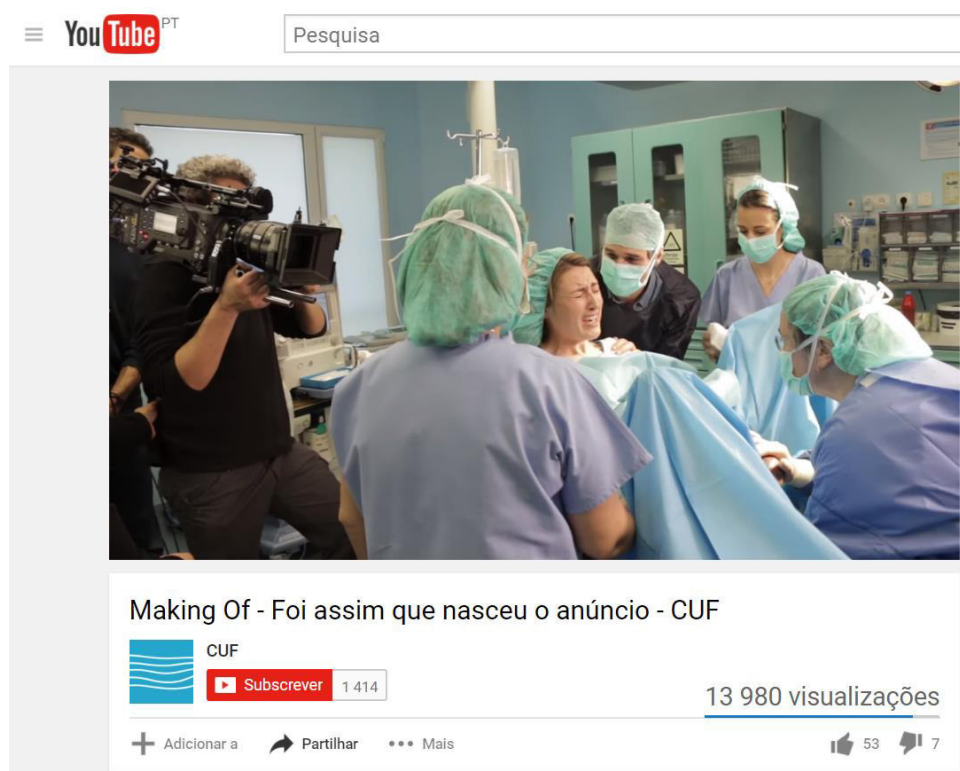 YouTube PT
Pesquisa
Making Of - Foi assim que nasceu o anúncio - CUF
CUF
Subscrever 1 414
13 980 visualizações
Adicionar a Partilhar Mais 53 7